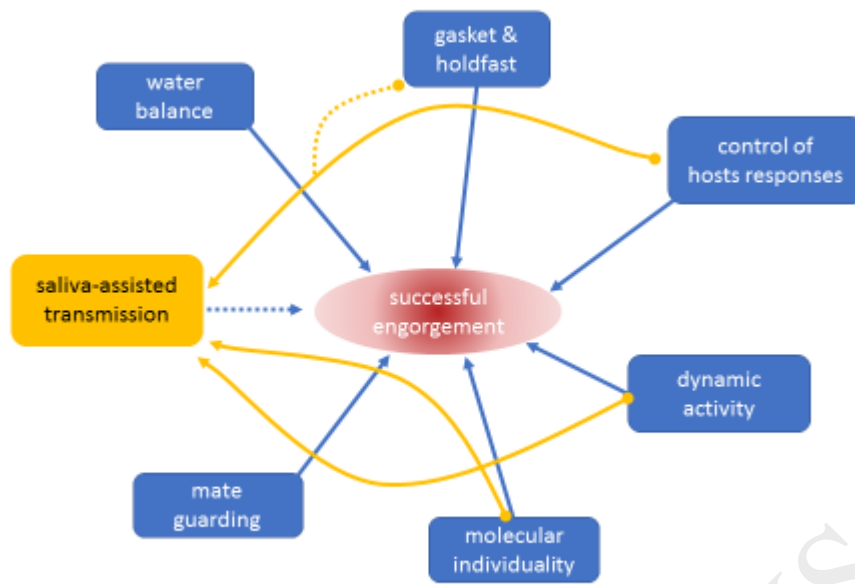 gasket &
holdfast
water
balance
control of
hosts responses
saliva-assisted
transmission
successful
engorgement
dynamic
activity
mate
guarding
molecular
individuality